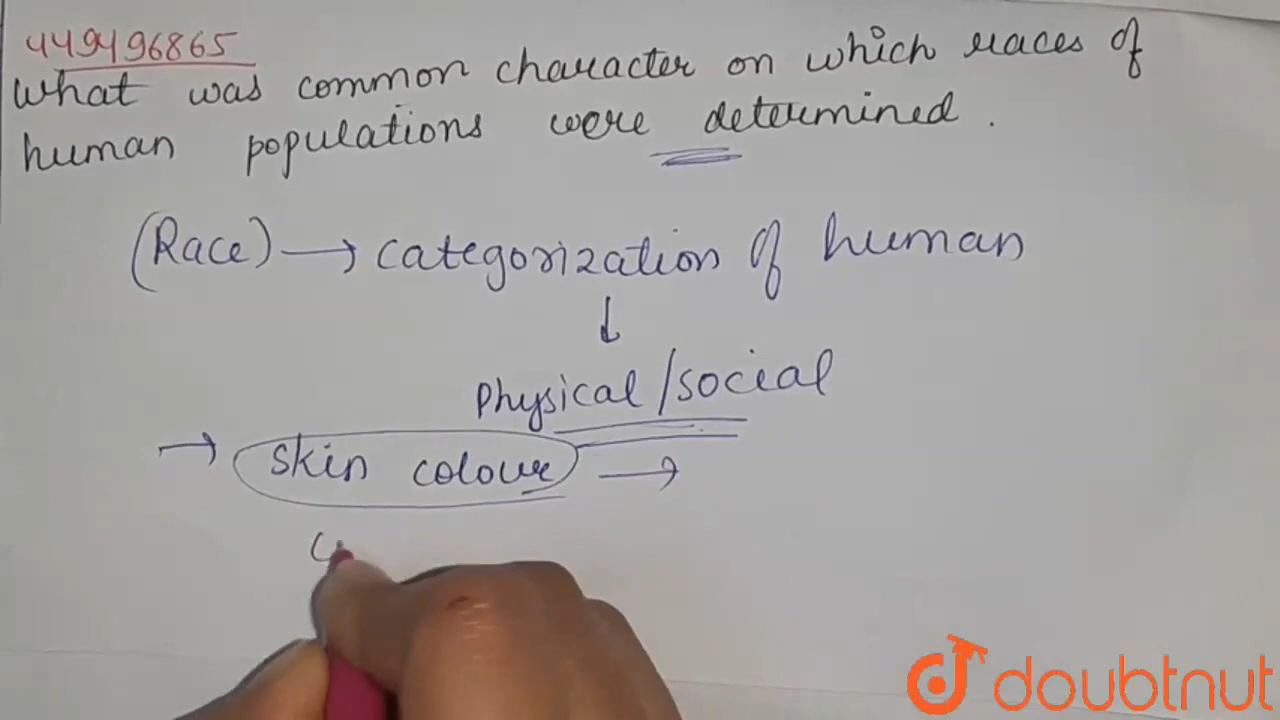 449496865
What was common character on which races of
human populations were determined.
(Race) → categorization of human
↓
Physical/social
→ skin colour →
doubtnut